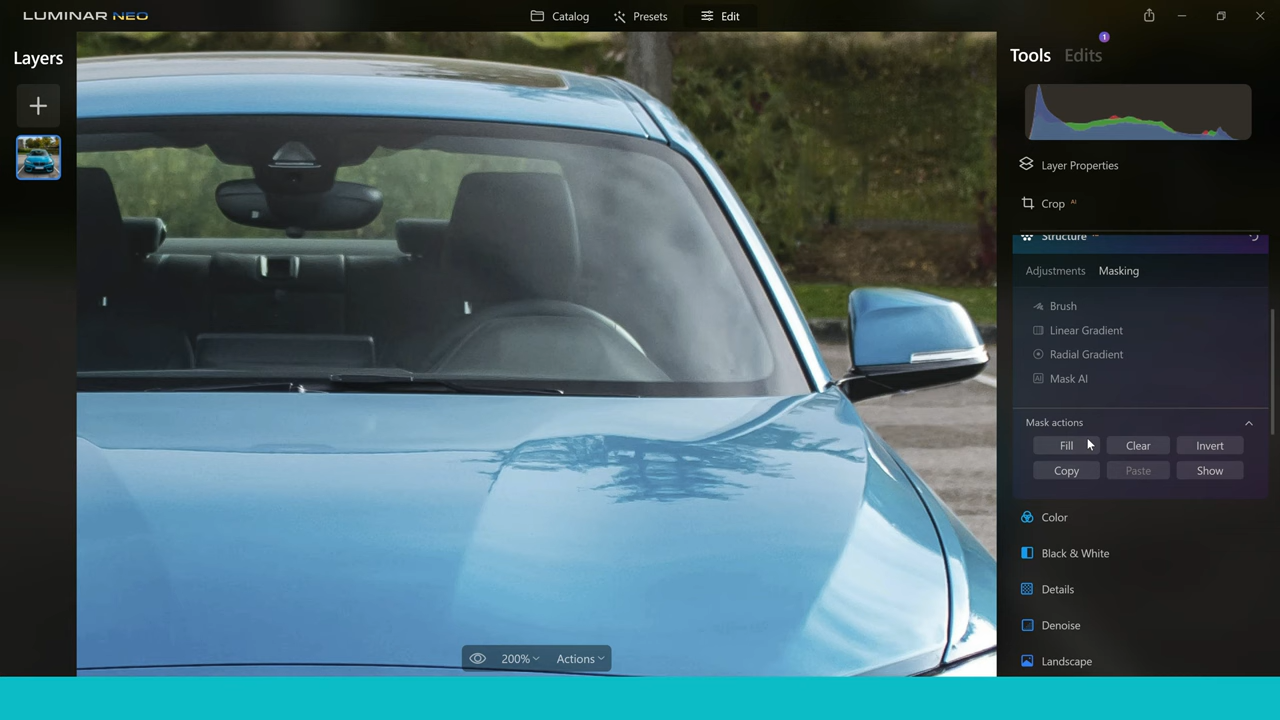 LUMINAR NEO
Catalog
Presets
Edit
Layers
1
Tools Edits
Layer Properties
Crop AI
Structure
Adjustments Masking
Brush
Linear Gradient
Radial Gradient
AI Mask AI
Mask actions
Fill Clear Invert
Copy Paste Show
Color
Black & White
Details
Denoise
Landscape
200% Actions